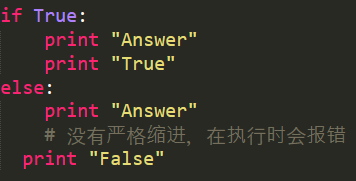 if True:
    print "Answer"
    print "True"
else:
    print "Answer"
    # 没有严格缩进，在执行时会报错
  print "False"